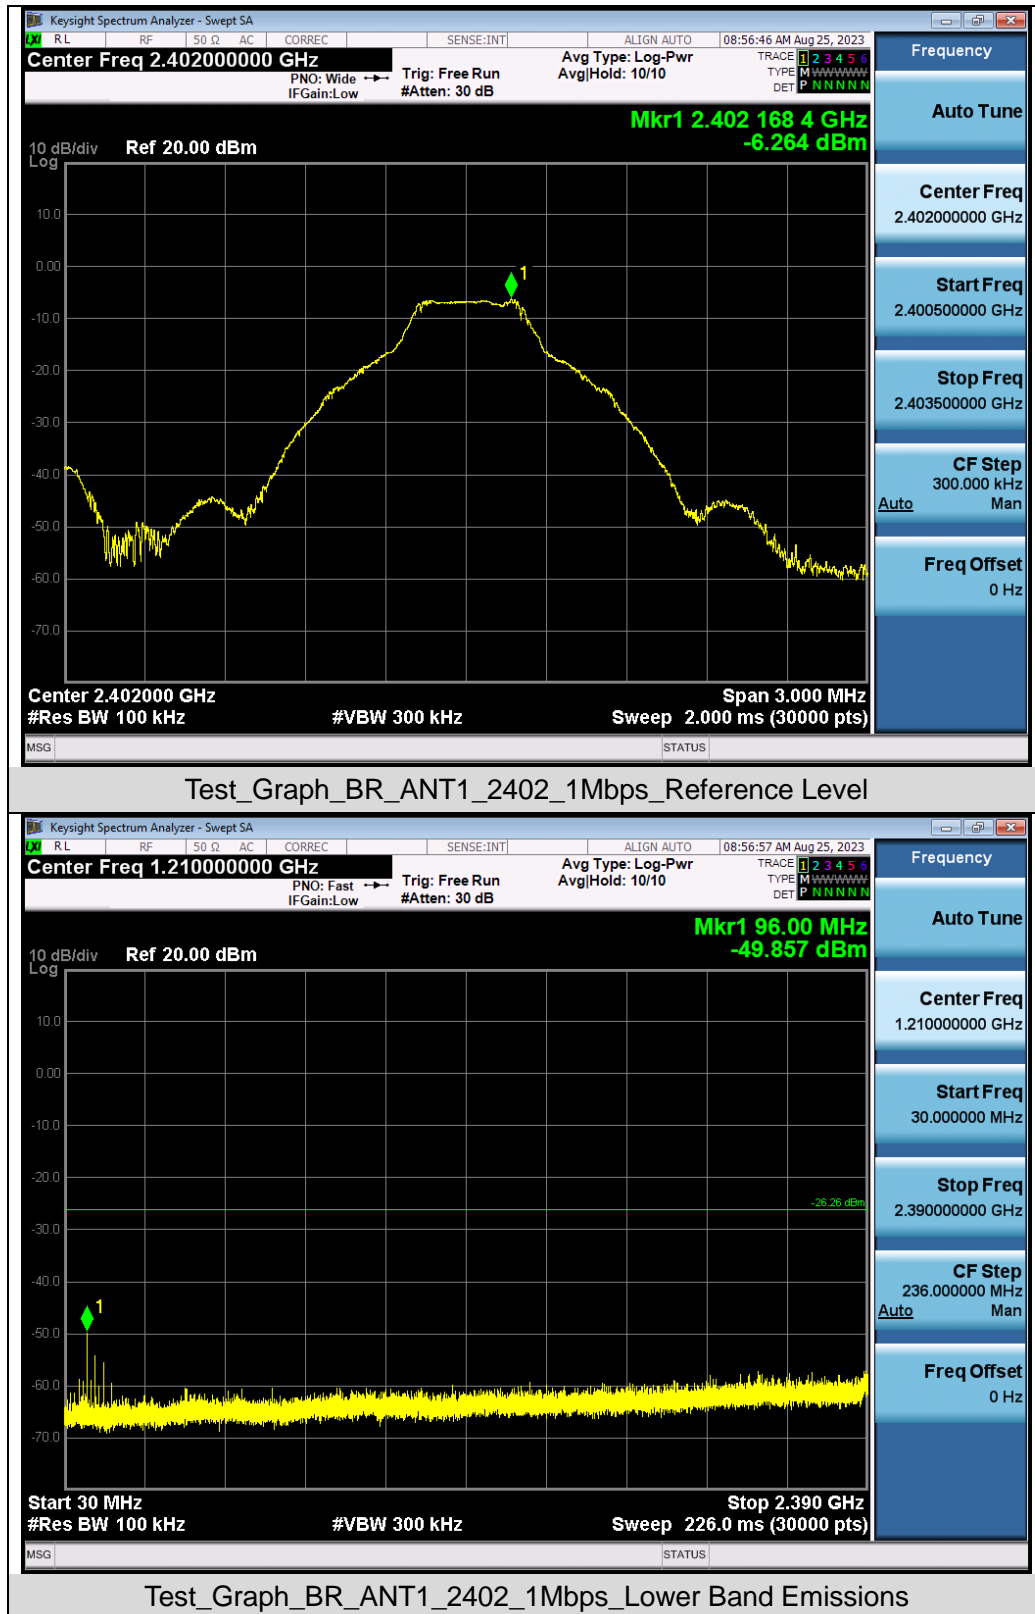 Keysight Spectrum Analyzer - Swept SA
LXI RL RF 50 Ω AC CORREC SENSE:INT ALIGN AUTO 08:56:46 AM Aug 25, 2023
Center Freq 2.402000000 GHz
PNO: Wide
IFGain:Low
Trig: Free Run
#Atten: 30 dB
Avg Type: Log-Pwr
Avg|Hold: 10/10
TRACE 1 2 3 4 5 6
TYPE M WWWWW
DET P N N N N N
Mkr1 2.402 168 4 GHz
-6.264 dBm
10 dB/div
Log
Ref 20.00 dBm
10.0
0.00
-10.0
-20.0
-30.0
-40.0
-50.0
-60.0
-70.0
1
Center 2.402000 GHz
Span 3.000 MHz
#Res BW 100 kHz
#VBW 300 kHz
Sweep 2.000 ms (30000 pts)
MSG
STATUS
Frequency
Auto Tune
Center Freq
2.402000000 GHz
Start Freq
2.400500000 GHz
Stop Freq
2.403500000 GHz
CF Step
300.000 kHz
Auto Man
Freq Offset
0 Hz
Test_Graph_BR_ANT1_2402_1Mbps_Reference Level
Keysight Spectrum Analyzer - Swept SA
LXI RL RF 50 Ω AC CORREC SENSE:INT ALIGN AUTO 08:56:57 AM Aug 25, 2023
Center Freq 1.210000000 GHz
PNO: Fast
IFGain:Low
Trig: Free Run
#Atten: 30 dB
Avg Type: Log-Pwr
Avg|Hold: 10/10
TRACE 1 2 3 4 5 6
TYPE M WWWWW
DET P N N N N N
Mkr1 96.00 MHz
-49.857 dBm
10 dB/div
Log
Ref 20.00 dBm
10.0
0.00
-10.0
-20.0
-30.0
-40.0
-50.0
-60.0
-70.0
-26.26 dBm
1
Start 30 MHz
Stop 2.390 GHz
#Res BW 100 kHz
#VBW 300 kHz
Sweep 226.0 ms (30000 pts)
MSG
STATUS
Frequency
Auto Tune
Center Freq
1.210000000 GHz
Start Freq
30.000000 MHz
Stop Freq
2.390000000 GHz
CF Step
236.000000 MHz
Auto Man
Freq Offset
0 Hz
Test_Graph_BR_ANT1_2402_1Mbps_Lower Band Emissions